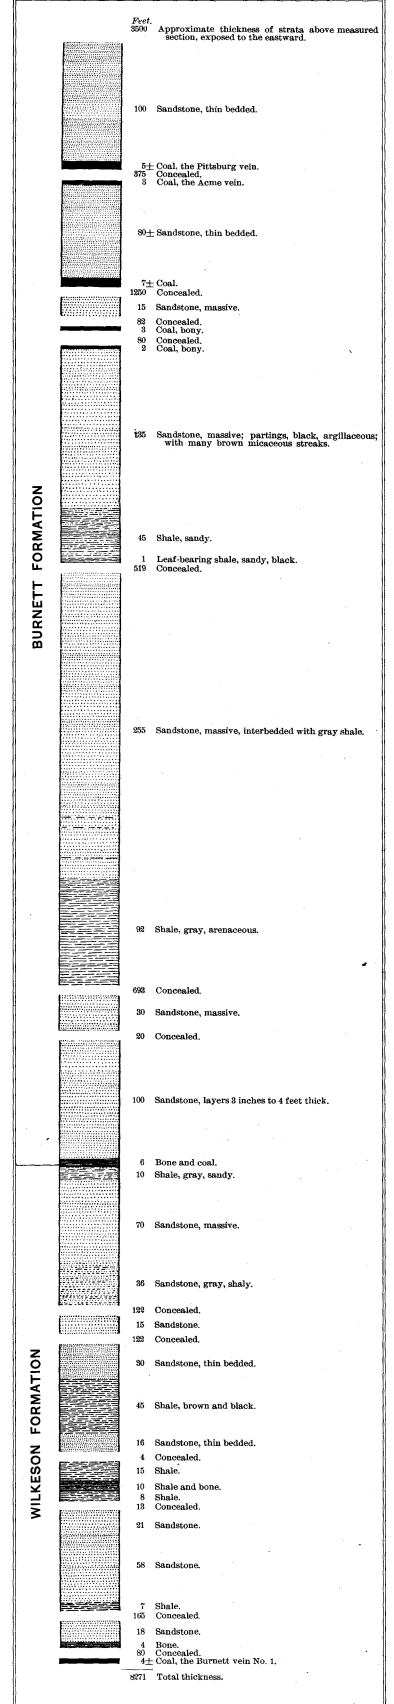 Feet.
3500 Approximate thickness of strata above measured
section, exposed to the eastward.
100 Sandstone, thin bedded.
5± Coal, the Pittsburg vein.
375 Concealed.
3 Coal, the Acme vein.
80± Sandstone, thin bedded.
7± Coal.
1250 Concealed.
15 Sandstone, massive.
82 Concealed.
3 Coal, bony.
80 Concealed.
2 Coal, bony.
135 Sandstone, massive; partings, black, argillaceous;
with many brown micaceous streaks.
45 Shale, sandy.
1 Leaf-bearing shale, sandy, black.
519 Concealed.
BURNETT FORMATION
255 Sandstone, massive, interbedded with gray shale.
92 Shale, gray, arenaceous.
693 Concealed.
30 Sandstone, massive.
20 Concealed.
100 Sandstone, layers 3 inches to 4 feet thick.
6 Bone and coal.
10 Shale, gray, sandy.
70 Sandstone, massive.
36 Sandstone, gray, shaly.
122 Concealed.
15 Sandstone.
122 Concealed.
30 Sandstone, thin bedded.
45 Shale, brown and black.
WILKESON FORMATION
16 Sandstone, thin bedded.
4 Concealed.
15 Shale.
10 Shale and bone.
8 Shale.
13 Concealed.
21 Sandstone.
58 Sandstone.
7 Shale.
165 Concealed.
18 Sandstone.
4 Bone.
80 Concealed.
4± Coal, the Burnett vein No. 1.
8271 Total thickness.